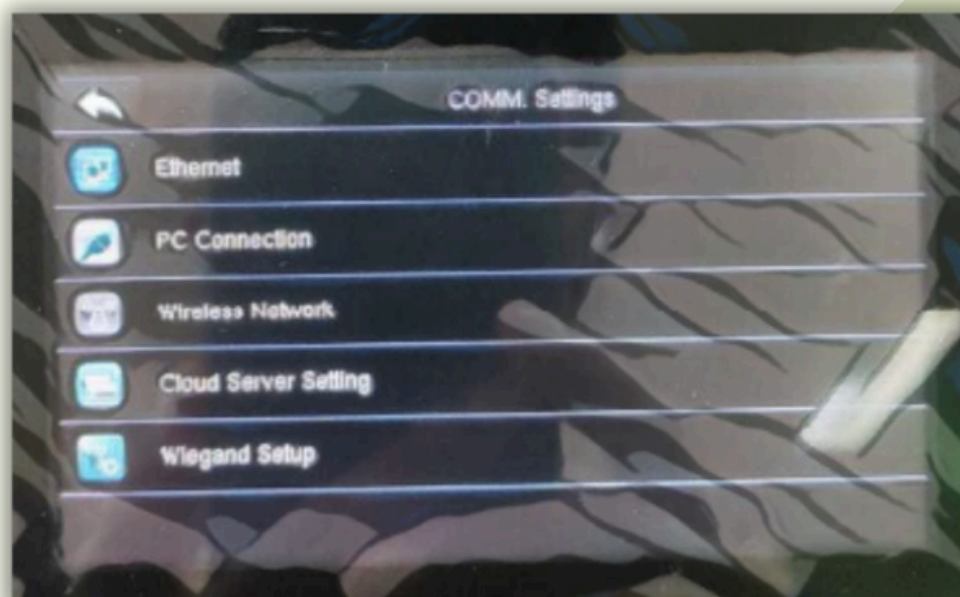 COMM. Settings
Ethernet
PC Connection
Wireless Network
Cloud Server Setting
Wiegand Setup